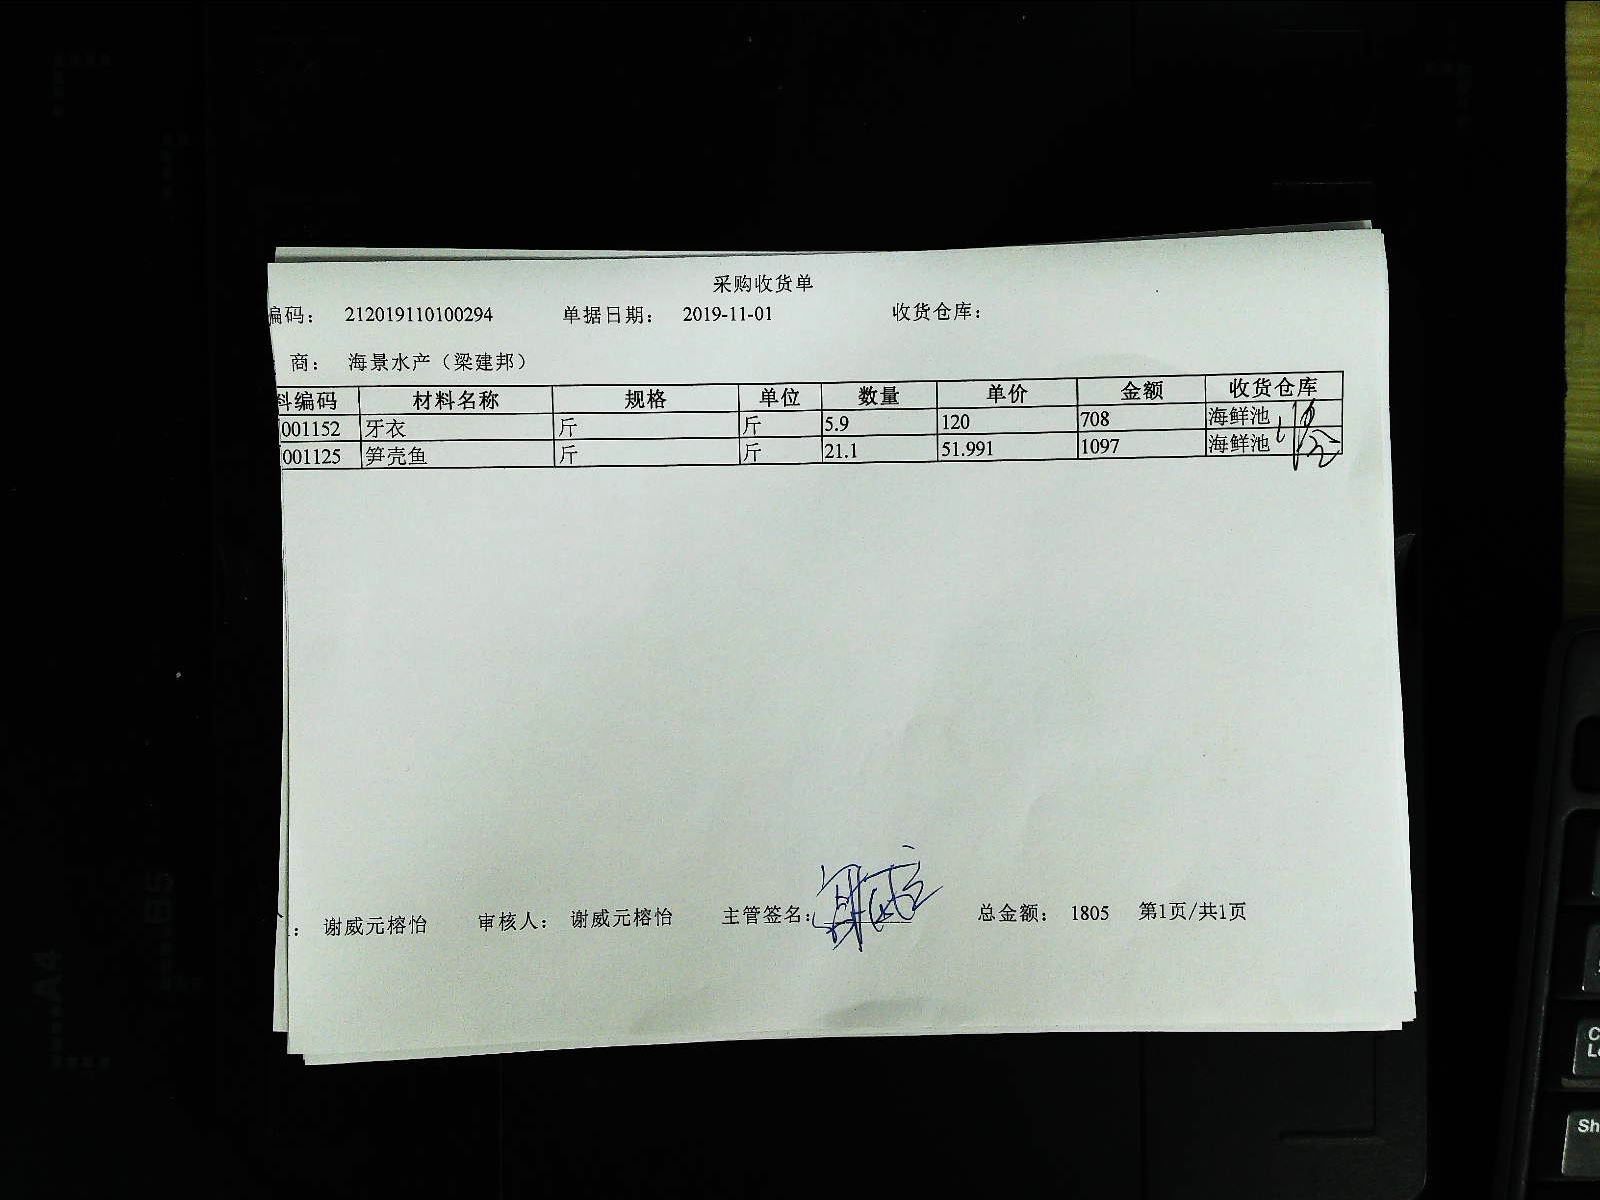 采购收货单
编码： 212019110100294 单据日期： 2019-11-01 收货仓库：
商： 海景水产（梁建邦）
料编码 材料名称 规格 单位 数量 单价 金额 收货仓库
001152 牙衣 斤 斤 5.9 120 708 海鲜池
001125 笋壳鱼 斤 斤 21.1 51.991 1097 海鲜池
： 谢威元榕怡 审核人： 谢威元榕怡 主管签名： 总金额： 1805 第1页/共1页
A4
B5
Sh